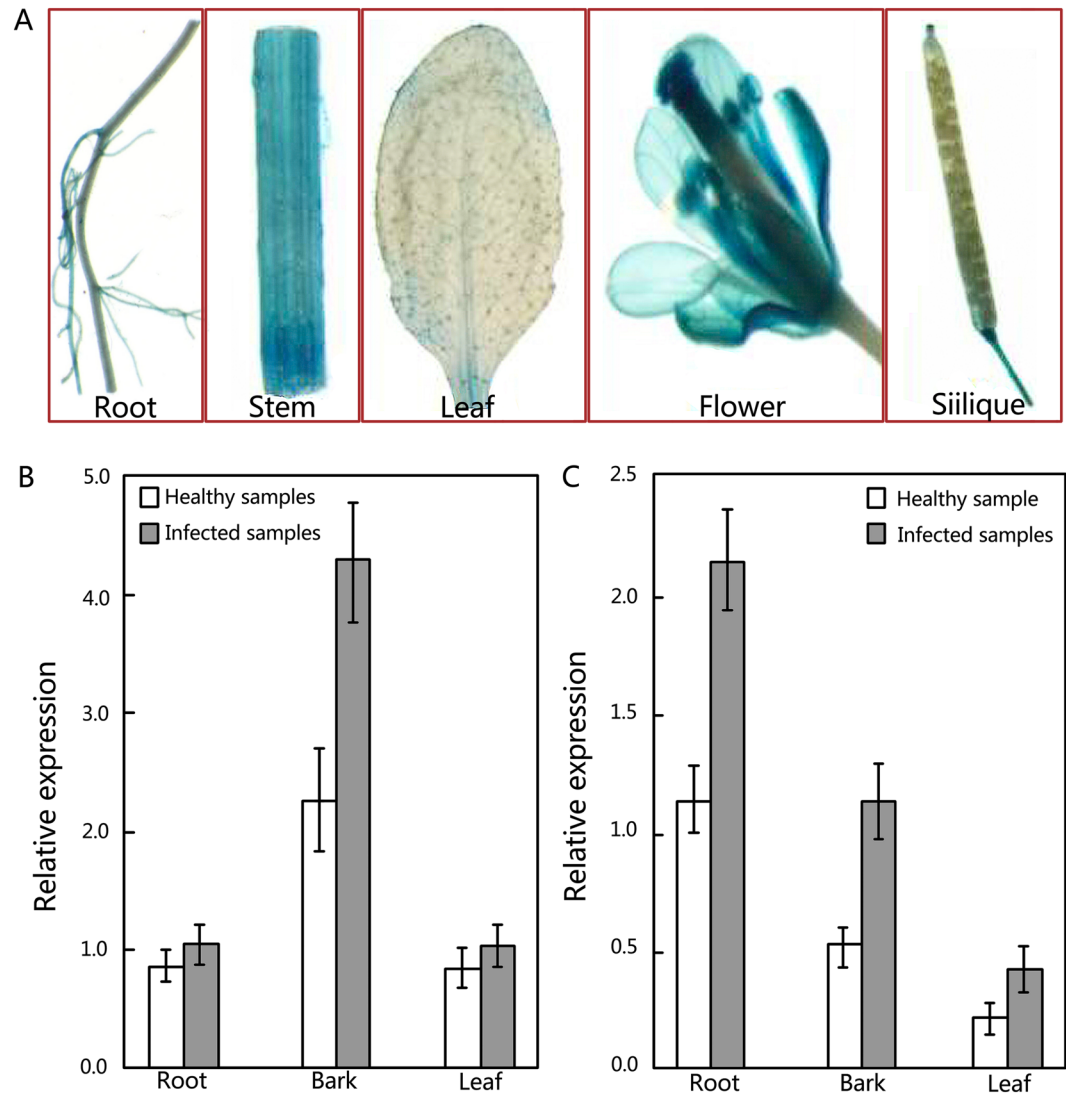 A
Root
Stem
Leaf
Flower
Siilique
B
Relative expression
5.0
4.0
3.0
2.0
1.0
0.0
Healthy samples
Infected samples
Root
Bark
Leaf
C
Relative expression
2.5
2.0
1.5
1.0
0.5
0.0
Healthy sample
Infected samples
Root
Bark
Leaf